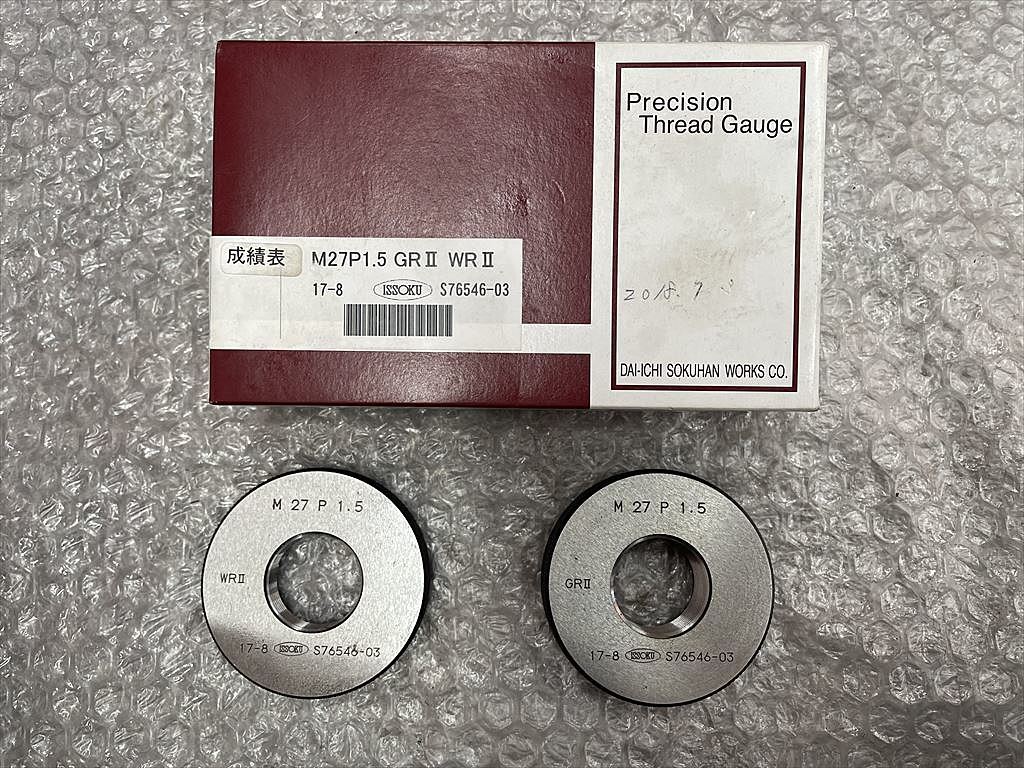 Precision
Thread Gauge
成績表
M27P1.5 GRⅡ WRⅡ
17-8 ISSOKU S76546-03
DAI-ICHI SOKUHAN WORKS CO.
M 27 P 1.5
WRⅡ
17-8 ISSOKU S76546-03
M 27 P 1.5
GRⅡ
17-8 ISSOKU S76546-03